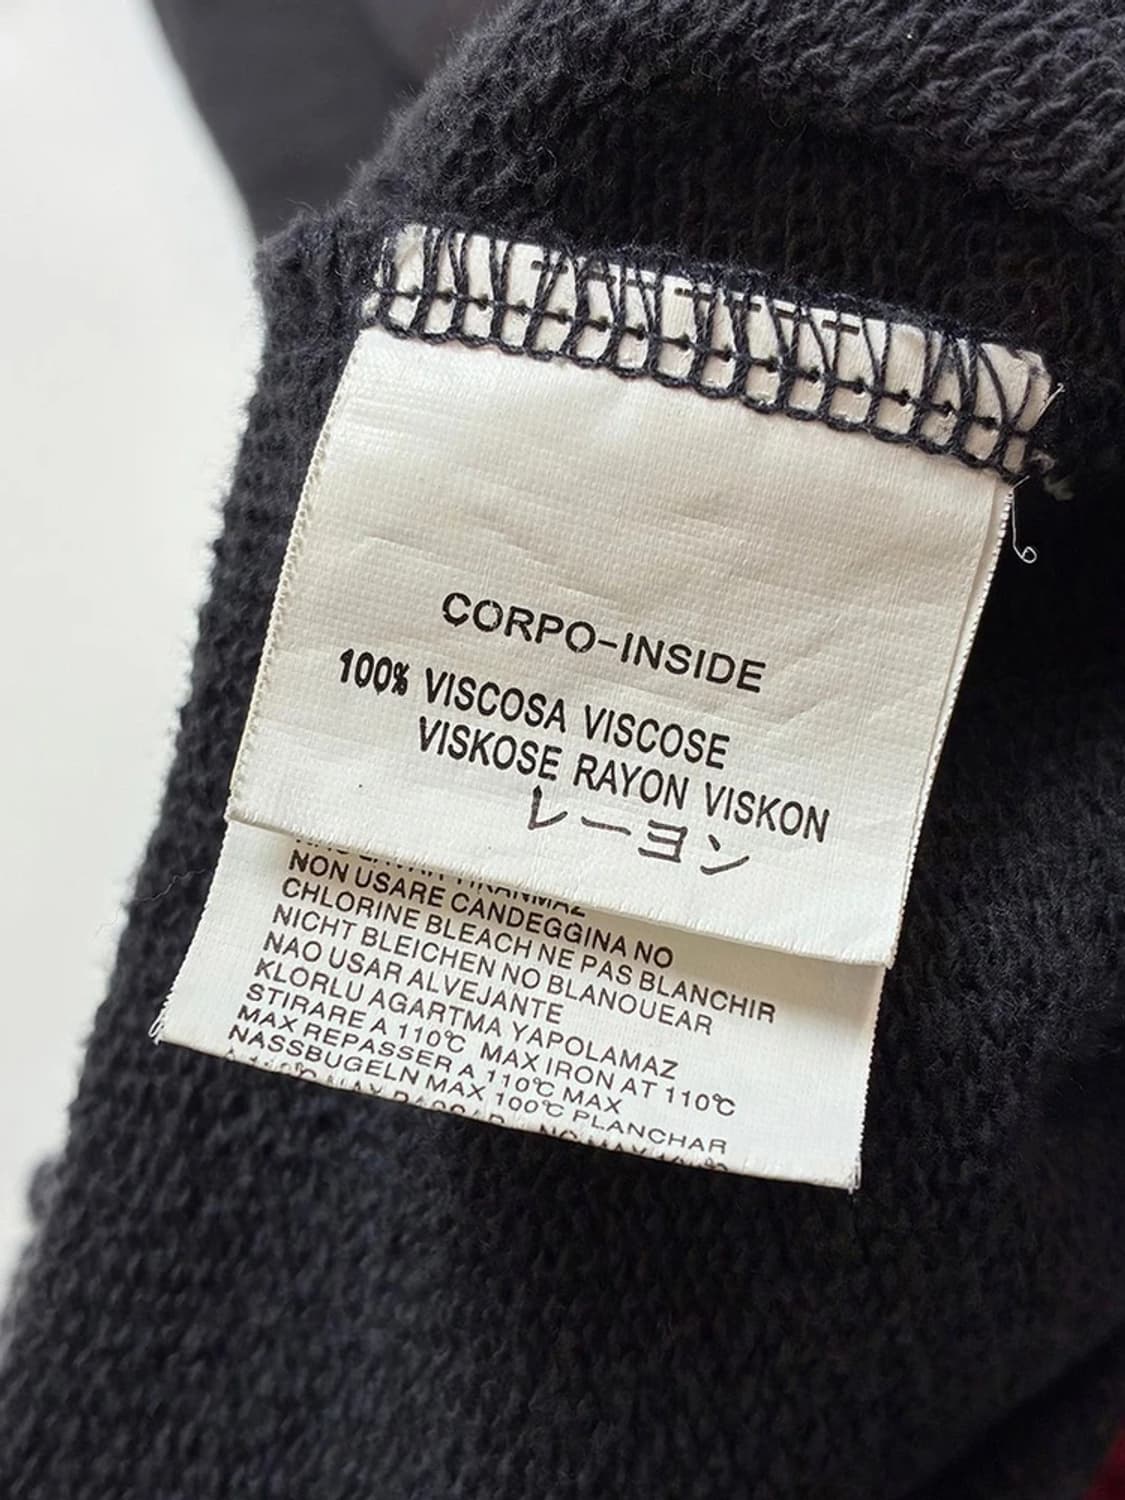 CORPO-INSIDE
100% VISCOSA VISCOSE
VISKOSE RAYON VISKON
レーヨン
NON USARE CANDEGGINA NO
CHLORINE BLEACH NE PAS BLANCHIR
NICHT BLEICHEN NO BLANQUEAR
NAO USAR ALVEJANTE
KLORLU AGARTMA YAPOLAMAZ
STIRARE A 110°C MAX IRON AT 110°C
MAX REPASSER A 110°C MAX
NASSBUGELN MAX 100°C PLANCHAR